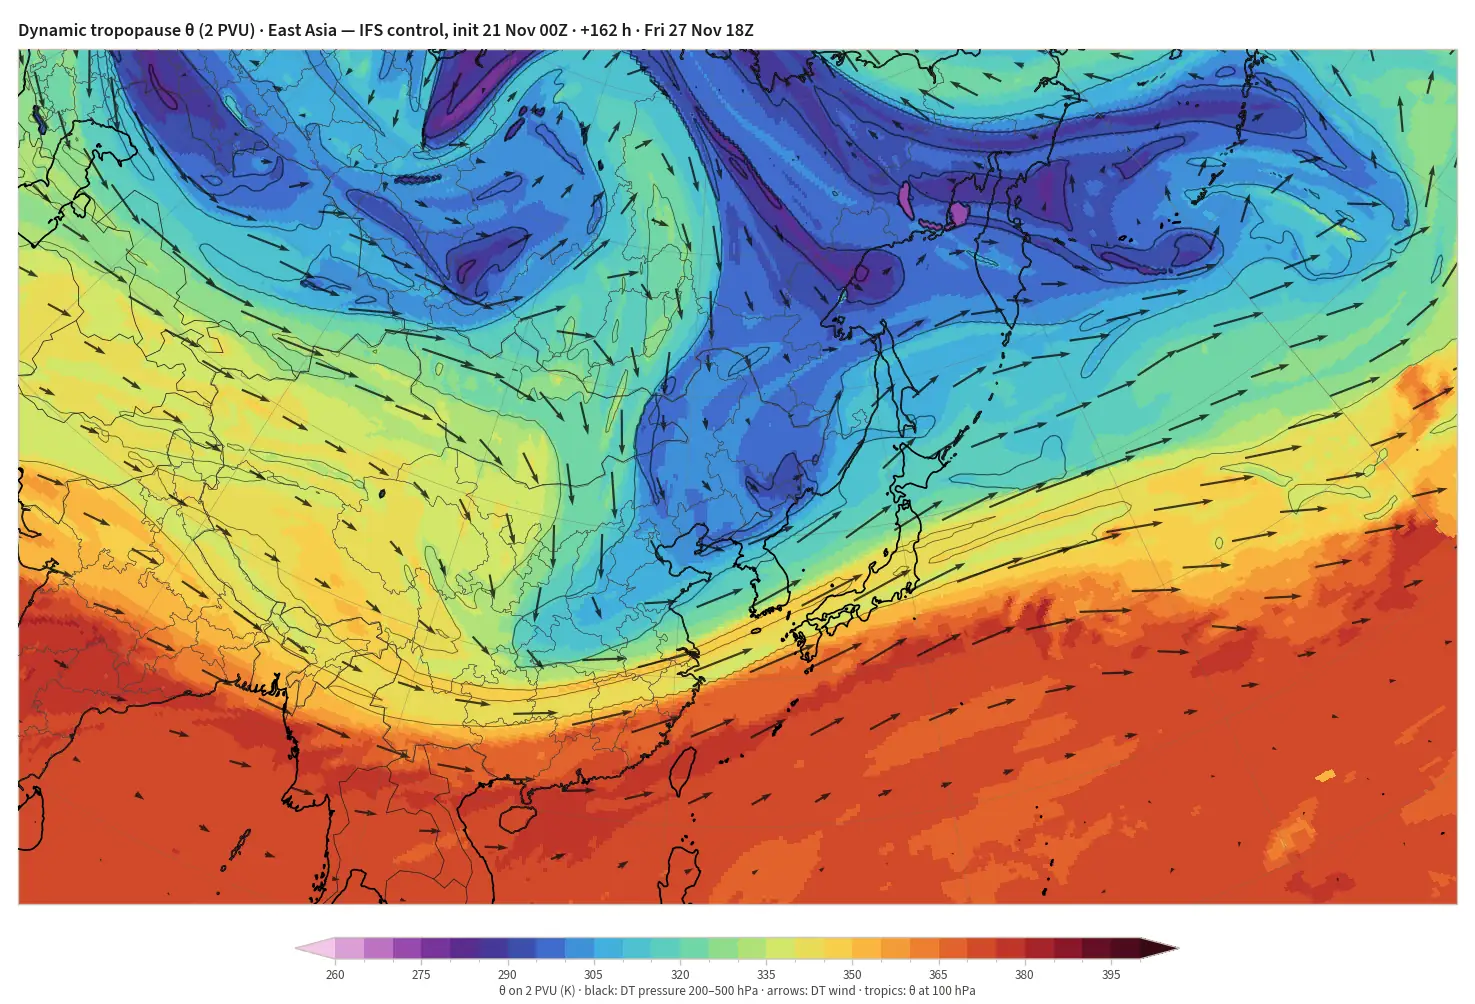 Dynamic tropopause θ (2 PVU) · East Asia — IFS control, init 21 Nov 00Z · +162 h · Fri 27 Nov 18Z
260 275 290 305 320 335 350 365 380 395
θ on 2 PVU (K) · black: DT pressure 200–500 hPa · arrows: DT wind · tropics: θ at 100 hPa